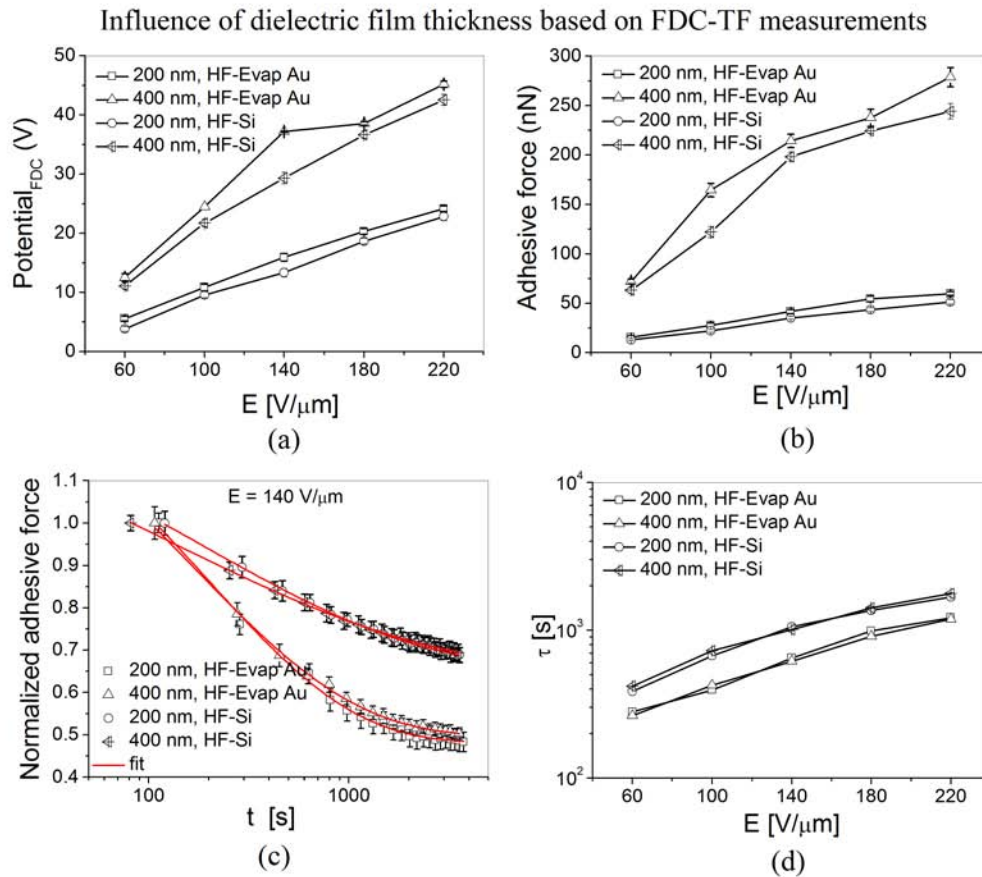 Influence of dielectric film thickness based on FDC-TF measurements
50
40
30
20
10
0
Potential_FDC (V)
200 nm, HF-Evap Au
400 nm, HF-Evap Au
200 nm, HF-Si
400 nm, HF-Si
60 100 140 180 220
E [V/μm]
(a)
300
250
200
150
100
50
0
Adhesive force (nN)
200 nm, HF-Evap Au
400 nm, HF-Evap Au
200 nm, HF-Si
400 nm, HF-Si
60 100 140 180 220
E [V/μm]
(b)
1.1
1.0
0.9
0.8
0.7
0.6
0.5
0.4
Normalized adhesive force
E = 140 V/μm
200 nm, HF-Evap Au
400 nm, HF-Evap Au
200 nm, HF-Si
400 nm, HF-Si
fit
100 1000
t [s]
(c)
10⁴
10³
10²
τ [s]
200 nm, HF-Evap Au
400 nm, HF-Evap Au
200 nm, HF-Si
400 nm, HF-Si
60 100 140 180 220
E [V/μm]
(d)